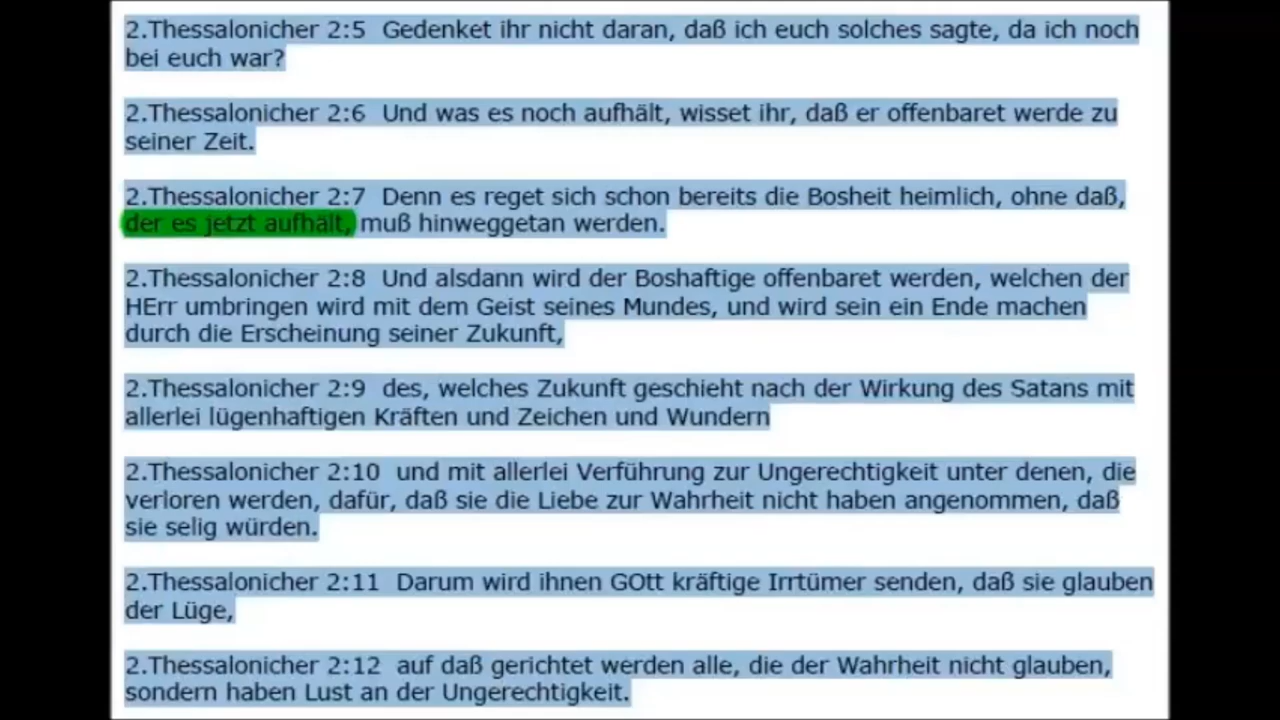 2.Thessalonicher 2:5 Gedenket ihr nicht daran, daß ich euch solches sagte, da ich noch
bei euch war?
2.Thessalonicher 2:6 Und was es noch aufhält, wisset ihr, daß er offenbaret werde zu
seiner Zeit.
2.Thessalonicher 2:7 Denn es reget sich schon bereits die Bosheit heimlich, ohne daß,
der es jetzt aufhält, muß hinweggetan werden.
2.Thessalonicher 2:8 Und alsdann wird der Boshaftige offenbaret werden, welchen der
HErr umbringen wird mit dem Geist seines Mundes, und wird sein ein Ende machen
durch die Erscheinung seiner Zukunft,
2.Thessalonicher 2:9 des, welches Zukunft geschieht nach der Wirkung des Satans mit
allerlei lügenhaftigen Kräften und Zeichen und Wundern
2.Thessalonicher 2:10 und mit allerlei Verführung zur Ungerechtigkeit unter denen, die
verloren werden, dafür, daß sie die Liebe zur Wahrheit nicht haben angenommen, daß
sie selig würden.
2.Thessalonicher 2:11 Darum wird ihnen GOtt kräftige Irrtümer senden, daß sie glauben
der Lüge,
2.Thessalonicher 2:12 auf daß gerichtet werden alle, die der Wahrheit nicht glauben,
sondern haben Lust an der Ungerechtigkeit.